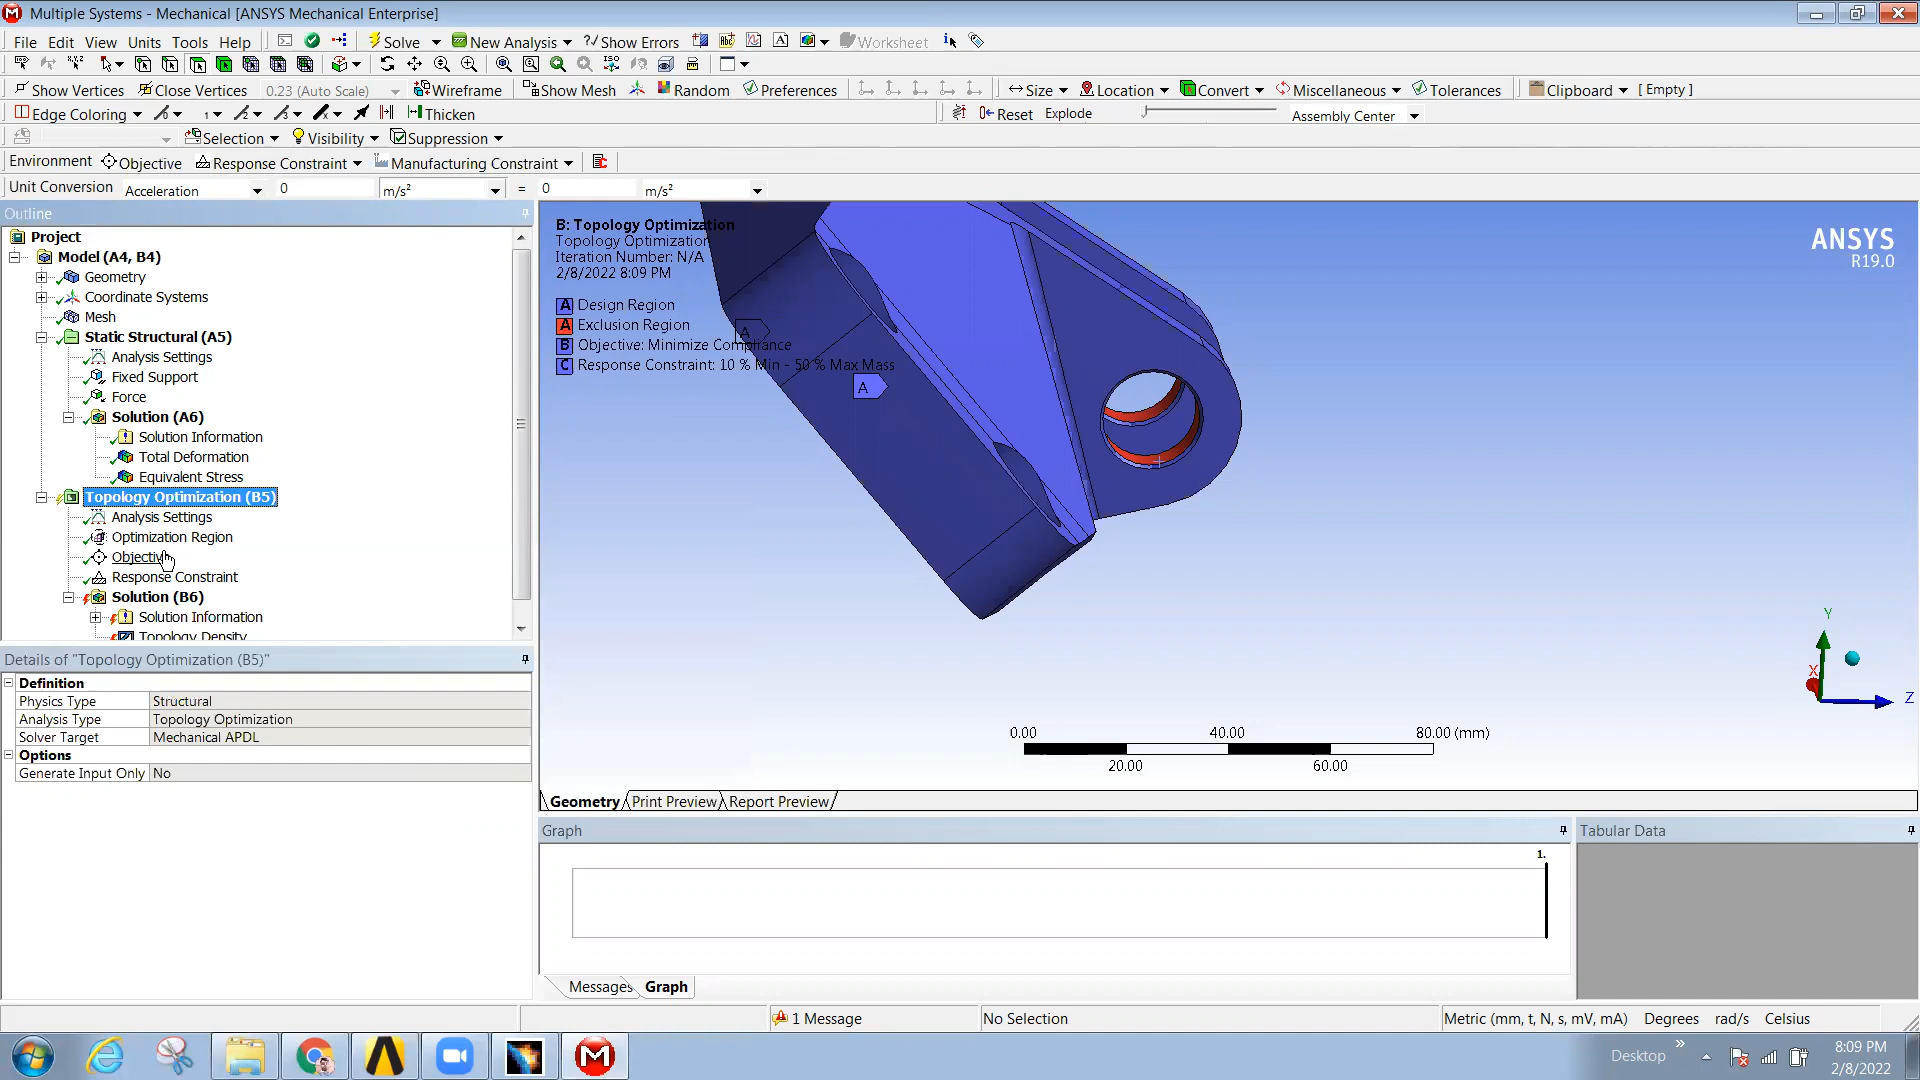 Multiple Systems - Mechanical [ANSYS Mechanical Enterprise]
File Edit View Units Tools Help Solve New Analysis Show Errors Worksheet
Show Vertices Close Vertices 0.23 (Auto Scale) Wireframe Show Mesh Random Preferences Size Location Convert Miscellaneous Tolerances Clipboard [ Empty ]
Edge Coloring Thicken Reset Explode Assembly Center
Selection Visibility Suppression
Environment Objective Response Constraint Manufacturing Constraint
Unit Conversion Acceleration 0 m/s² = 0 m/s²
Outline
Project
Model (A4, B4)
Geometry
Coordinate Systems
Mesh
Static Structural (A5)
Analysis Settings
Fixed Support
Force
Solution (A6)
Solution Information
Total Deformation
Equivalent Stress
Topology Optimization (B5)
Analysis Settings
Optimization Region
Objective
Response Constraint
Solution (B6)
Solution Information
Topology Density
Details of "Topology Optimization (B5)"
Definition
Physics Type Structural
Analysis Type Topology Optimization
Solver Target Mechanical APDL
Options
Generate Input Only No
B: Topology Optimization
Topology Optimization
Iteration Number: N/A
2/8/2022 8:09 PM
A Design Region
A Exclusion Region
B Objective: Minimize Compliance
C Response Constraint: 10 % Min - 50 % Max Mass
A
A
ANSYS
R19.0
Y
X
Z
0.00 40.00 80.00 (mm)
20.00 60.00
Geometry Print Preview Report Preview
Graph
1.
Messages Graph
Tabular Data
1 Message No Selection Metric (mm, t, N, s, mV, mA) Degrees rad/s Celsius
Desktop
8:09 PM
2/8/2022